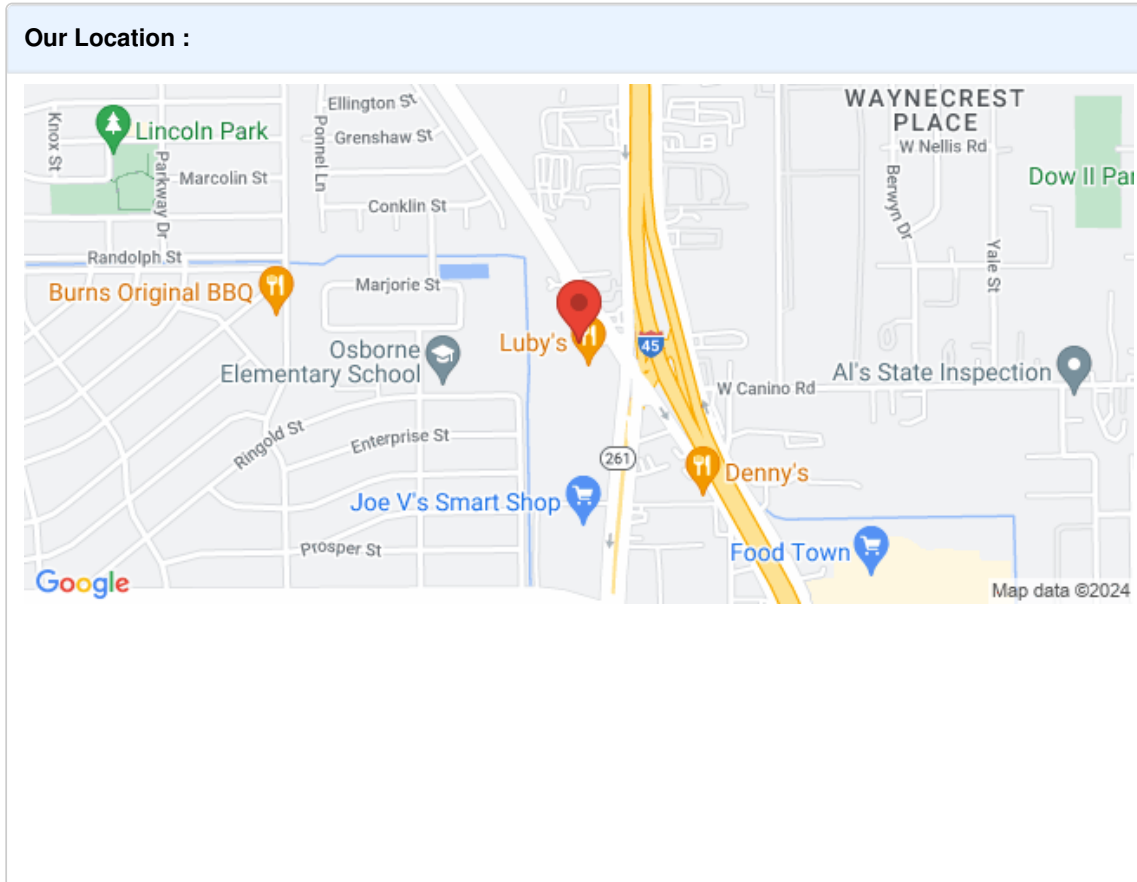 Our Location :
Ellington St
WAYNECREST
PLACE
Knox St
Lincoln Park
Ponnel Ln
Grenshaw St
W Nellis Rd
Parkway Dr
Marcolin St
Berwyn Dr
Dow II Par
Conklin St
Randolph St
Yale St
Burns Original BBQ
Marjorie St
Luby's
45
Osborne
Elementary School
Al's State Inspection
W Canino Rd
Ringold St
Enterprise St
261
Denny's
Joe V's Smart Shop
Prosper St
Food Town
Google
Map data ©2024